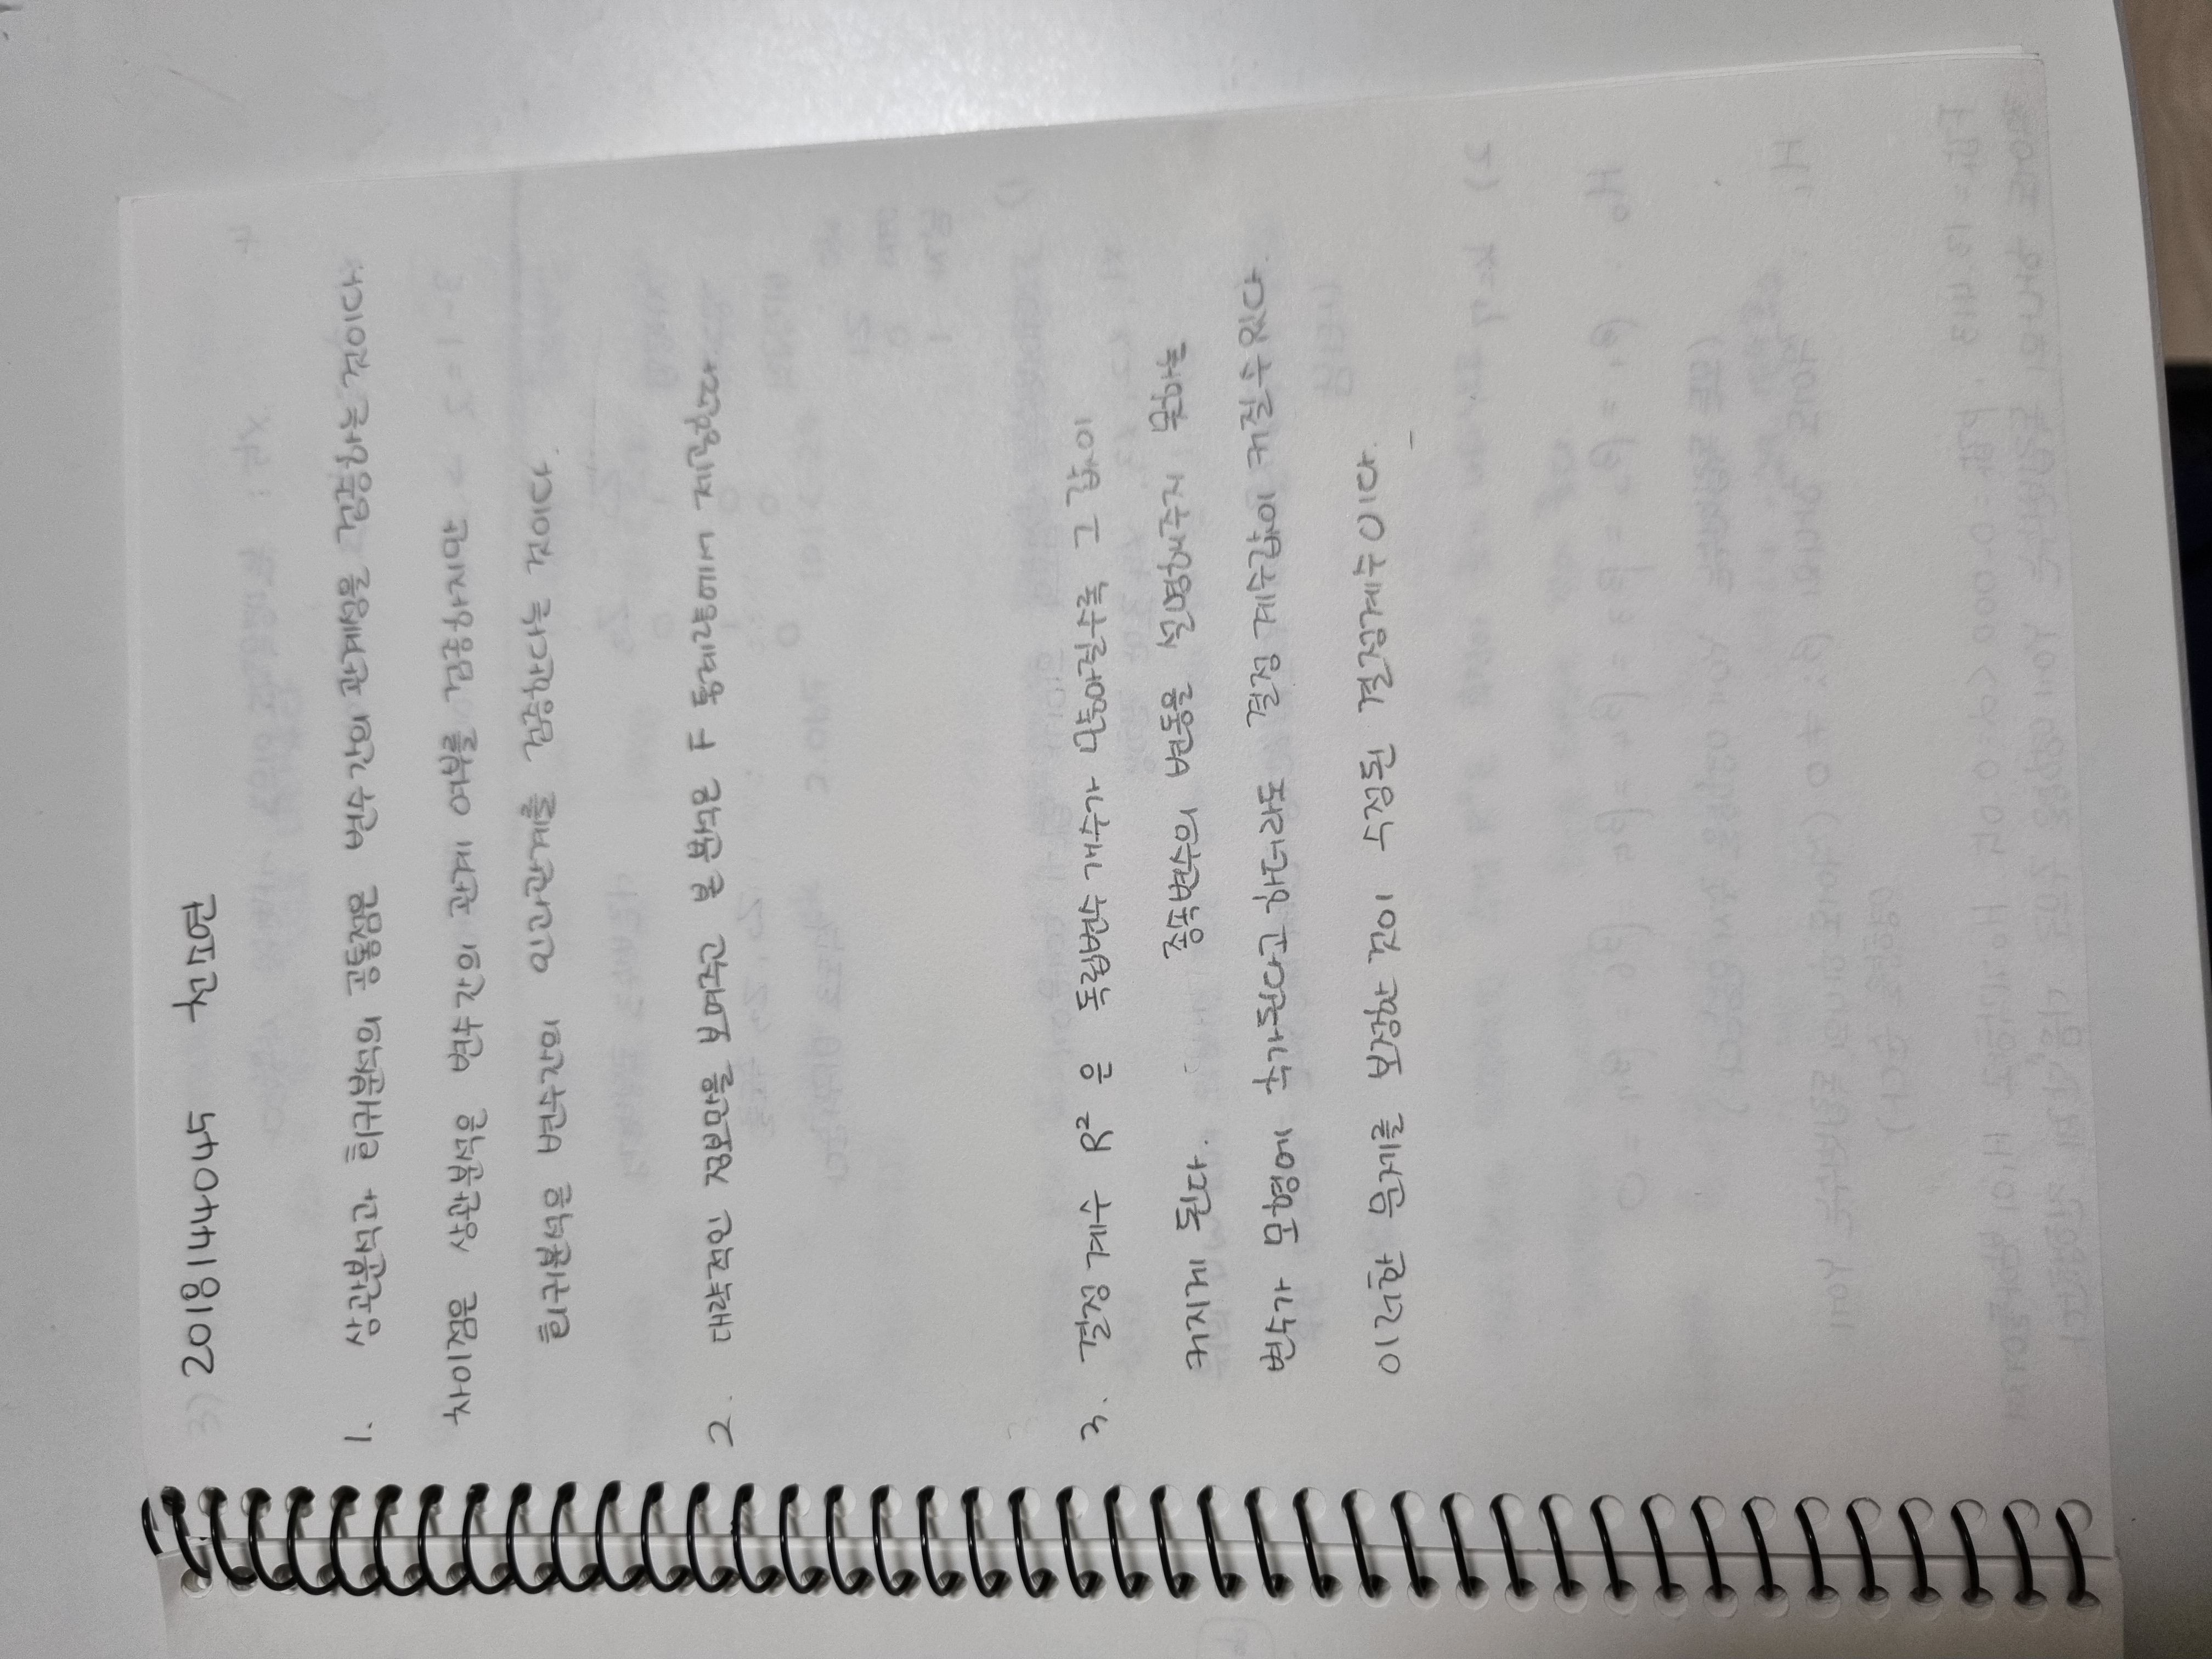 2018144045 천소연
1. 상관분석과 회귀분석의 공통점은 변수간의 관계성을 검증하는 것이다.
차이점은 상관분석은 변수간의 관계 여부를 검증하지만
회귀분석은 변수간의 인과관계를 검증한다는 것이다.
2. 대략적인 정보만을 보여주고 본 분석은 F 통계량에서 제공한다
3. 결정계수 R² 은 독립변수 개수가 많아질수록 그 값이
커지게 된다. 종속변수의 변동을 설명해주지 못하는
변수가 모형에 추가된다고 하더라도 결정계수값이 커질 수 있다.
이러한 문제를 보정한 것이 수정된 결정계수이다.